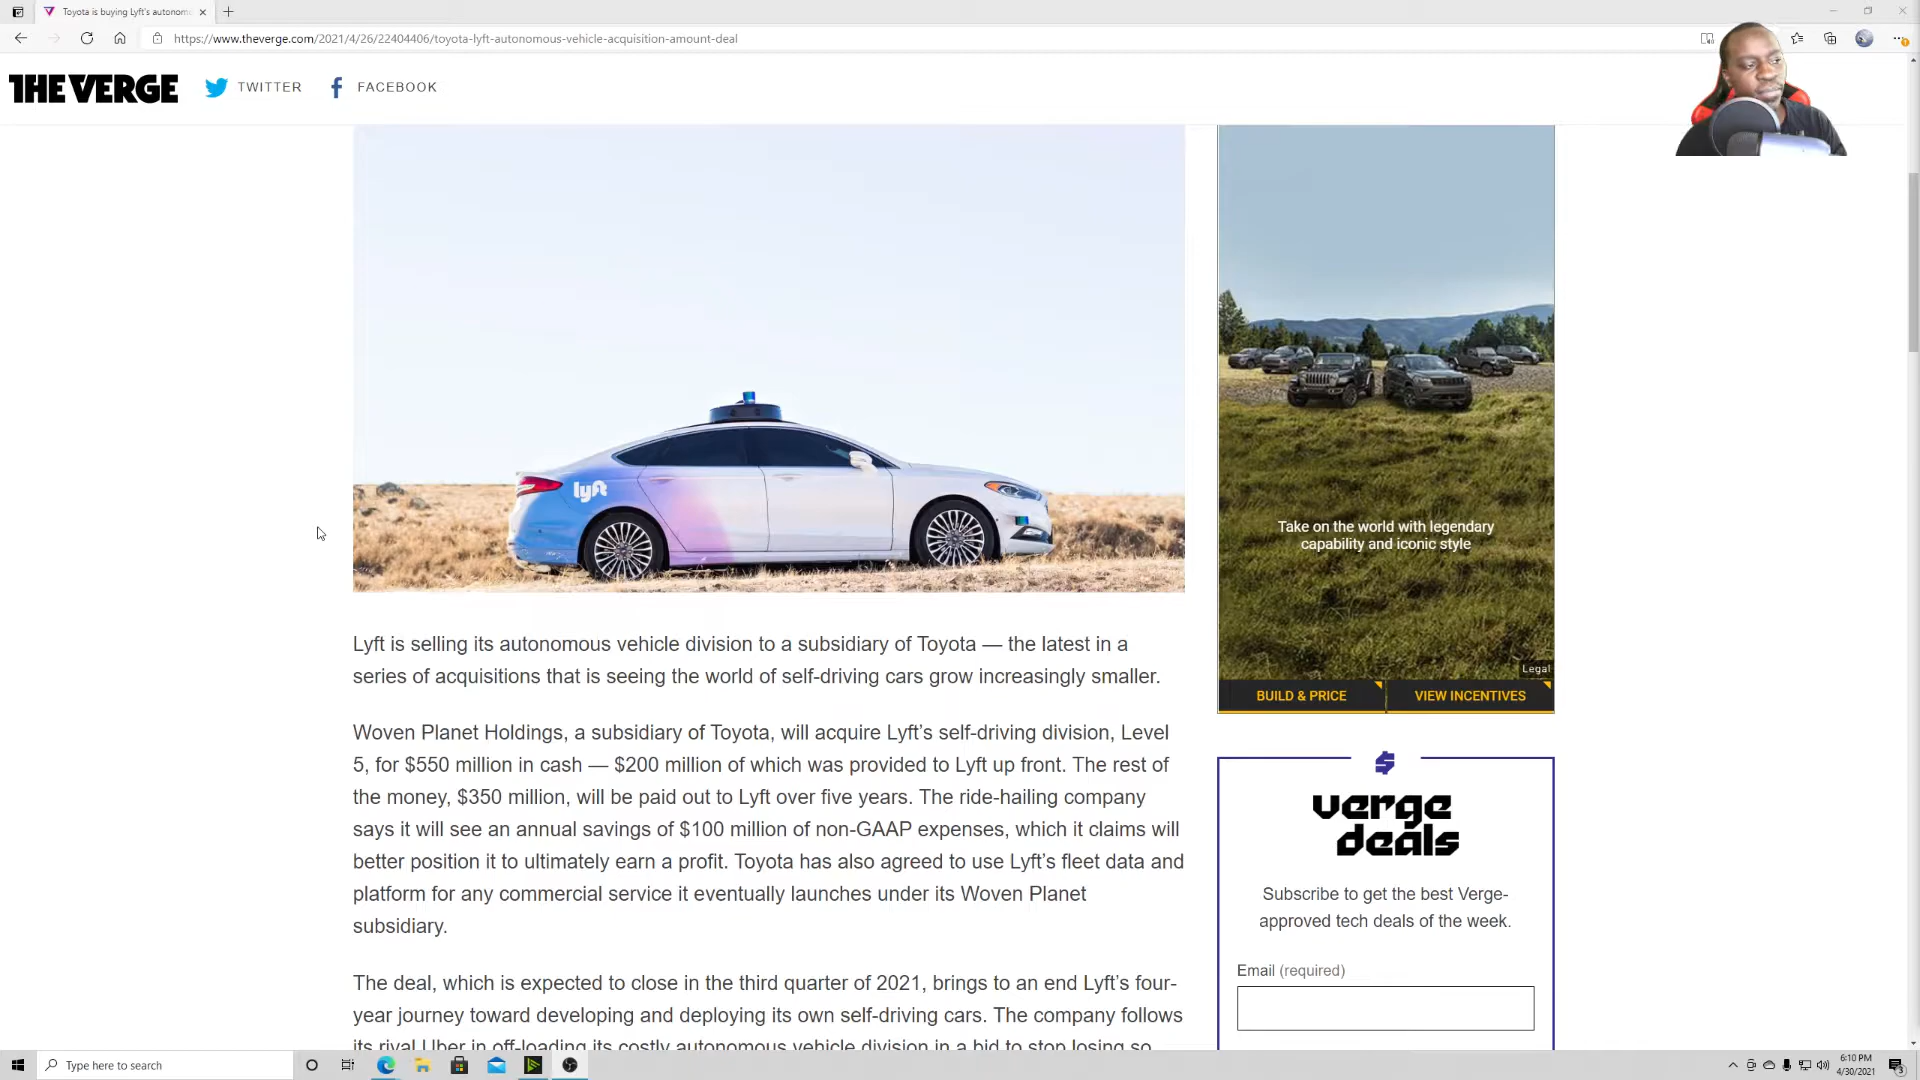 Toyota is buying Lyft's autonom
https://www.theverge.com/2021/4/26/22404406/toyota-lyft-autonomous-vehicle-acquisition-amount-deal
THE VERGE
TWITTER
FACEBOOK
lyft
Lyft is selling its autonomous vehicle division to a subsidiary of Toyota — the latest in a
series of acquisitions that is seeing the world of self-driving cars grow increasingly smaller.
Woven Planet Holdings, a subsidiary of Toyota, will acquire Lyft’s self-driving division, Level
5, for $550 million in cash — $200 million of which was provided to Lyft up front. The rest of
the money, $350 million, will be paid out to Lyft over five years. The ride-hailing company
says it will see an annual savings of $100 million of non-GAAP expenses, which it claims will
better position it to ultimately earn a profit. Toyota has also agreed to use Lyft’s fleet data and
platform for any commercial service it eventually launches under its Woven Planet
subsidiary.
The deal, which is expected to close in the third quarter of 2021, brings to an end Lyft’s four-
year journey toward developing and deploying its own self-driving cars. The company follows
its rival Uber in off-loading its costly autonomous vehicle division in a bid to stop losing so
Take on the world with legendary
capability and iconic style
Legal
BUILD & PRICE
VIEW INCENTIVES
verge
deals
Subscribe to get the best Verge-
approved tech deals of the week.
Email (required)
Type here to search
6:10 PM
4/30/2021
3